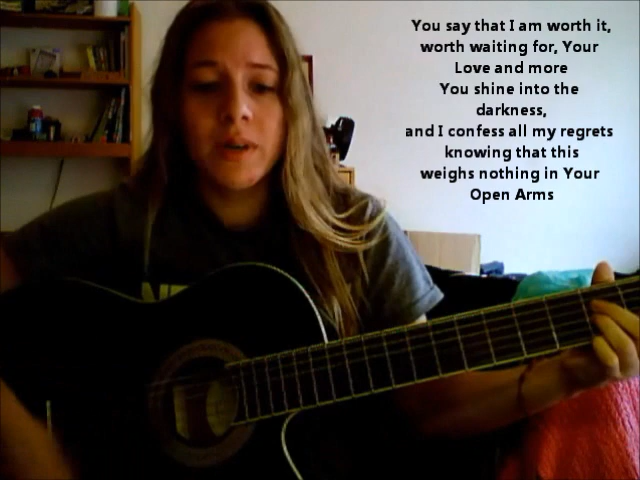 You say that I am worth it,
worth waiting for, Your
Love and more
You shine into the
darkness,
and I confess all my regrets
knowing that this
weighs nothing in Your
Open Arms